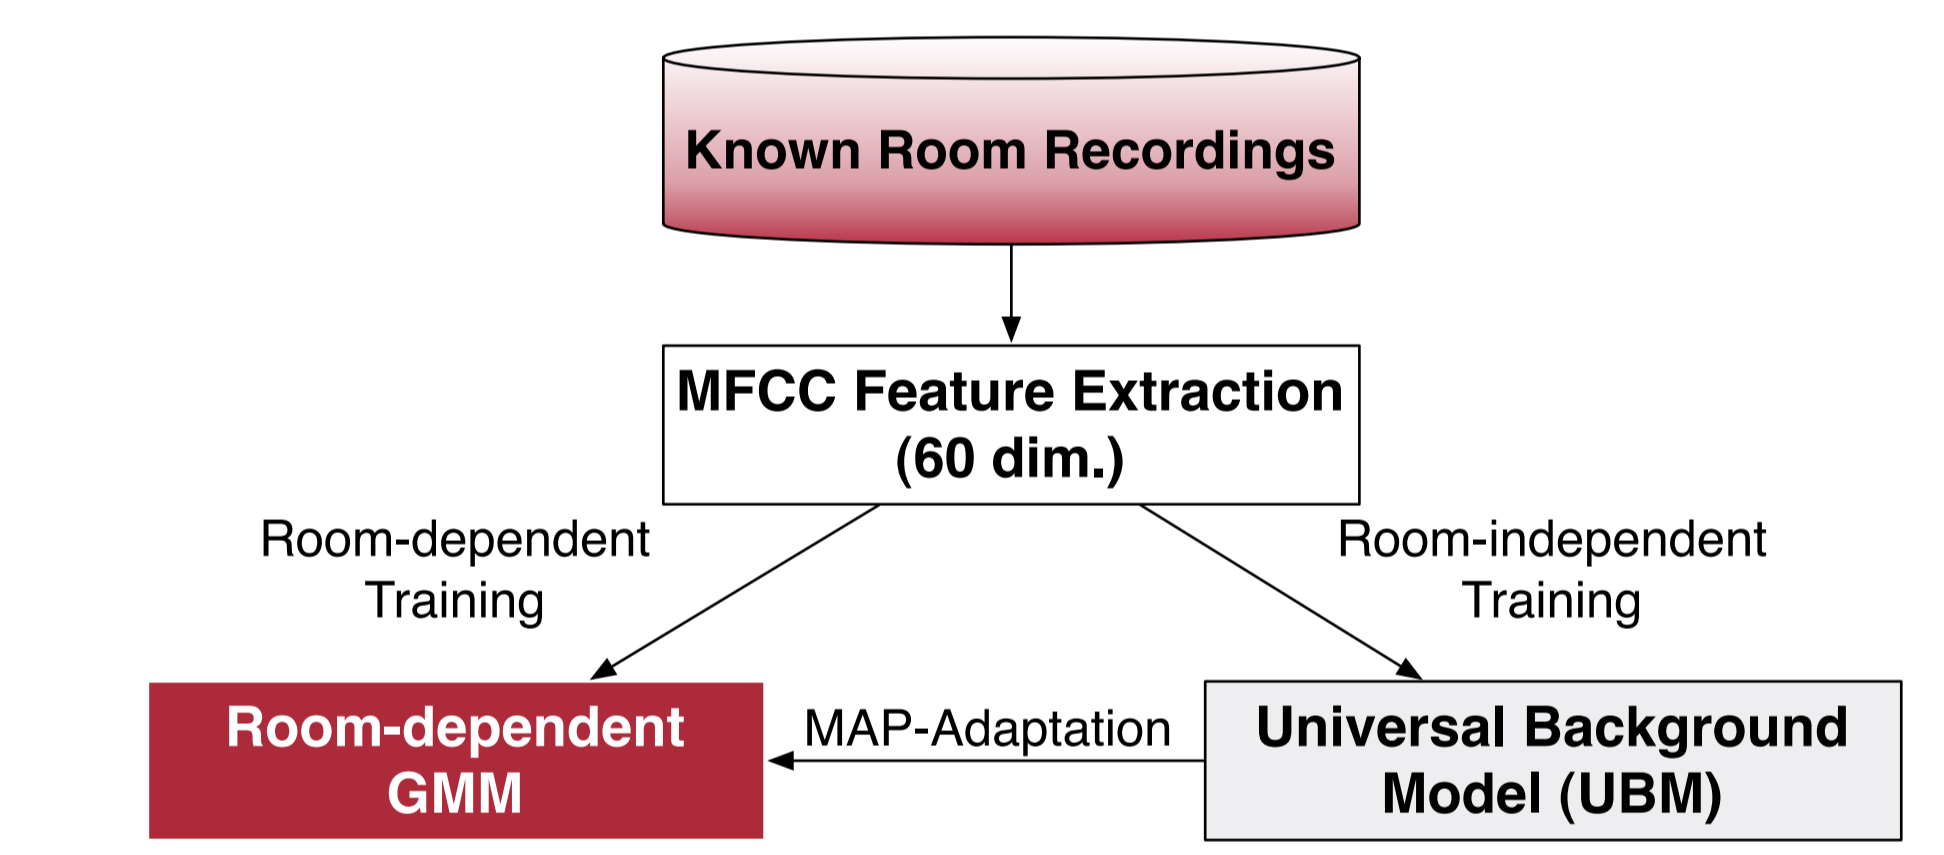 Known Room Recordings
MFCC Feature Extraction
(60 dim.)
Room-dependent
Training
Room-independent
Training
Room-dependent
GMM
MAP-Adaptation
Universal Background
Model (UBM)